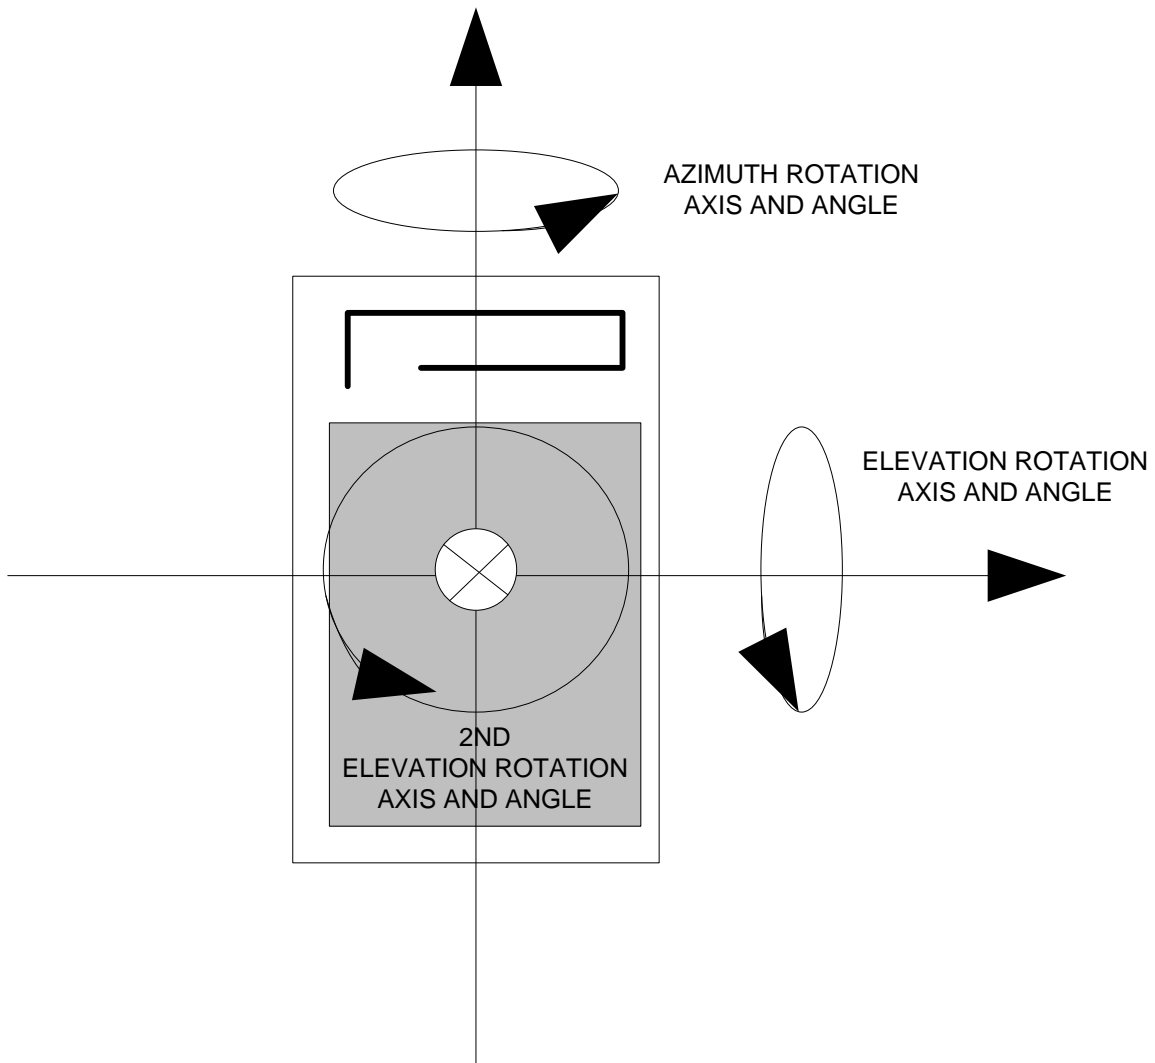 AZIMUTH ROTATION
AXIS AND ANGLE
ELEVATION ROTATION
AXIS AND ANGLE
2ND
ELEVATION ROTATION
AXIS AND ANGLE